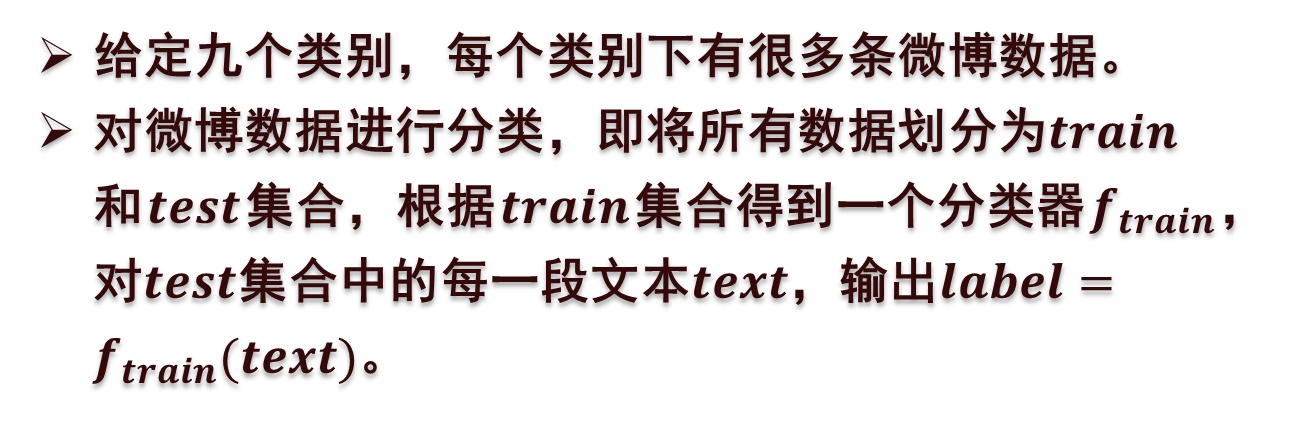 ➢ 给定九个类别，每个类别下有很多条微博数据。
➢ 对微博数据进行分类，即将所有数据划分为train
和test集合，根据train集合得到一个分类器f_train，
对test集合中的每一段文本text，输出label =
f_train(text)。